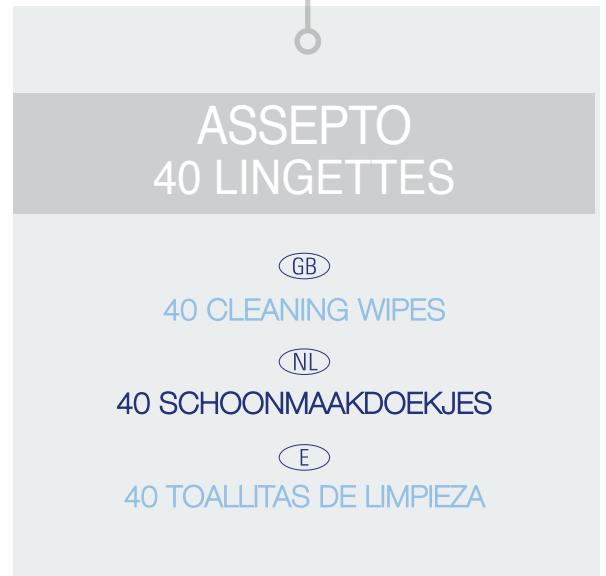 ASSEPTO
40 LINGETTES
GB
40 CLEANING WIPES
NL
40 SCHOONMAAKDOEKJES
E
40 TOALLITAS DE LIMPIEZA